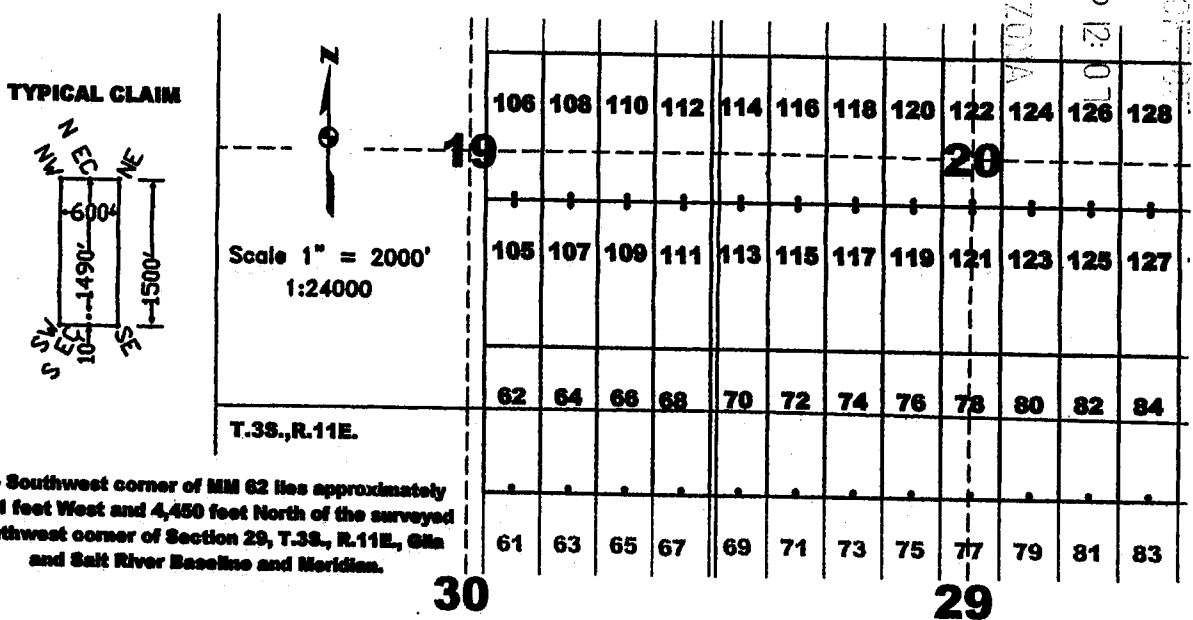 TYPICAL CLAIM
NW N EC NE
600'
1490'
1500'
10'
SW S EC SE
N
Scale 1" = 2000'
1:24000
T.3S.,R.11E.
Southwest corner of MM 62 lies approximately
feet West and 4,450 feet North of the surveyed
corner of Section 29, T.3S., R.11E., Gila
and Salt River Baseline and Meridian.
12:07
106 108 110 112 114 116 118 120 122 124 126 128
19 20
105 107 109 111 113 115 117 119 121 123 125 127
62 64 66 68 70 72 74 76 78 80 82 84
61 63 65 67 69 71 73 75 77 79 81 83
30 29